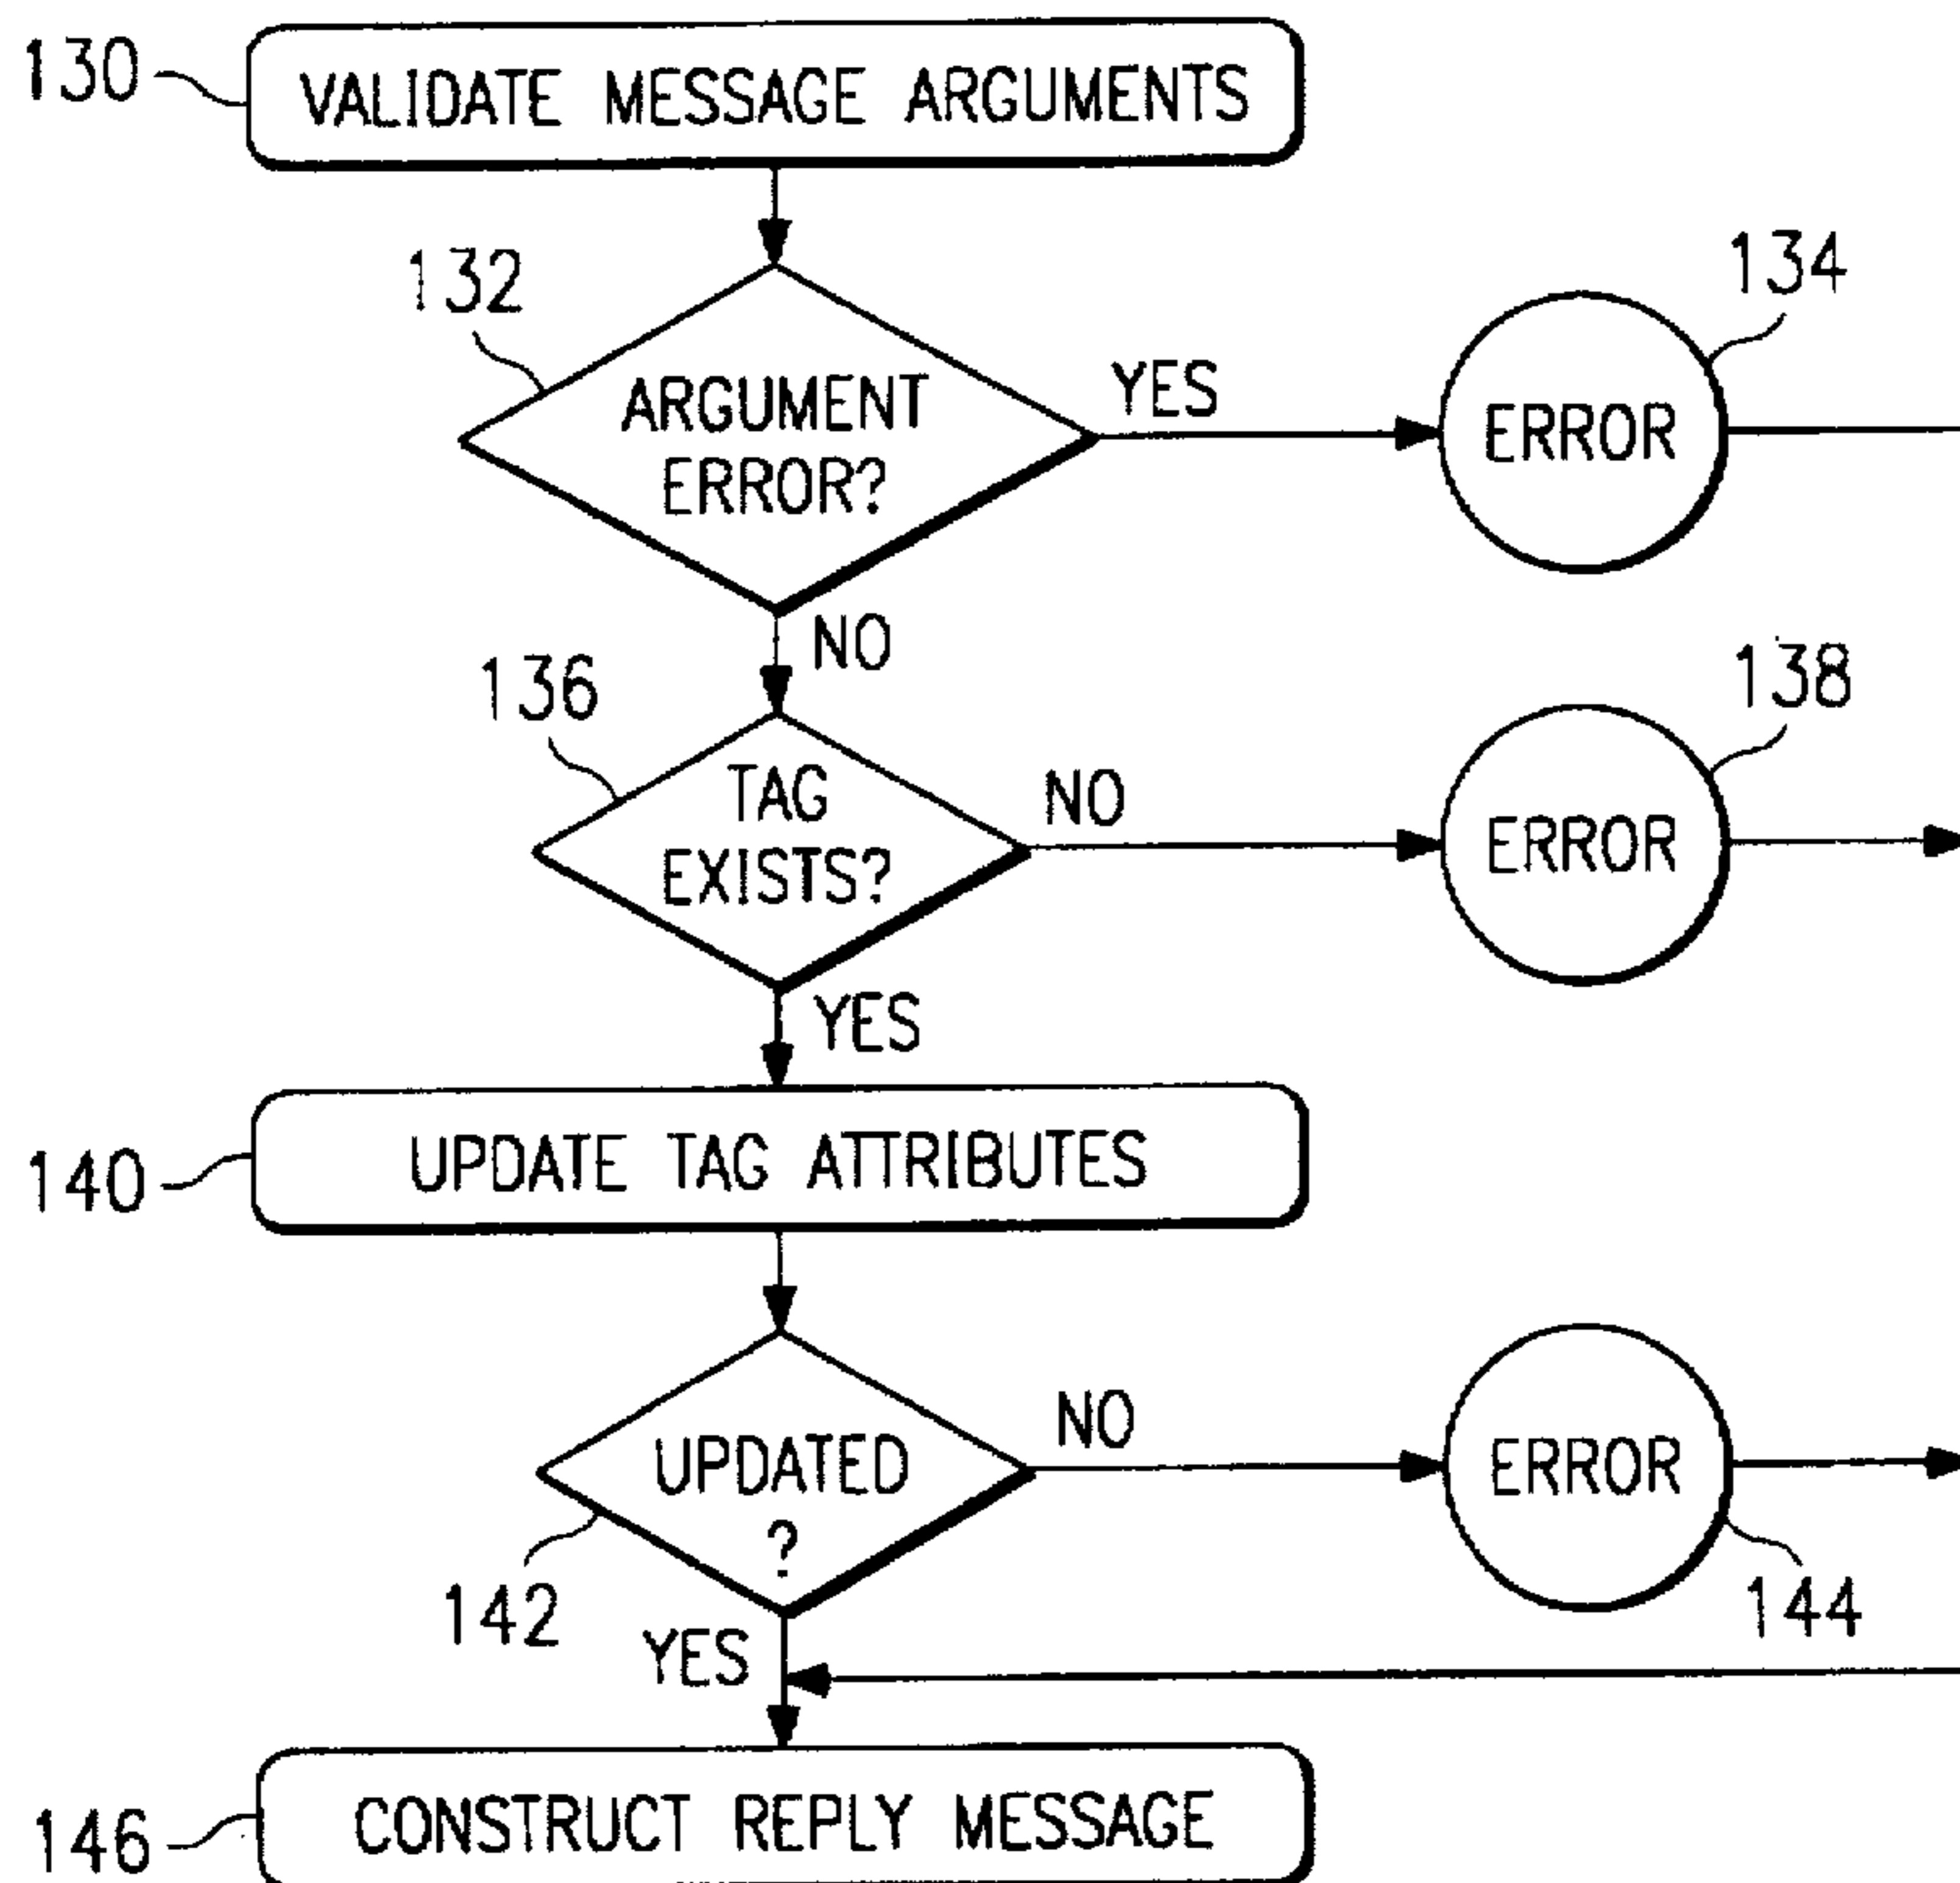 130
VALIDATE MESSAGE ARGUMENTS
132
134
ARGUMENT
ERROR?
YES
ERROR
NO
136
138
TAG
EXISTS?
NO
ERROR
YES
140
UPDATE TAG ATTRIBUTES
UPDATED
?
NO
ERROR
142
144
YES
146
CONSTRUCT REPLY MESSAGE